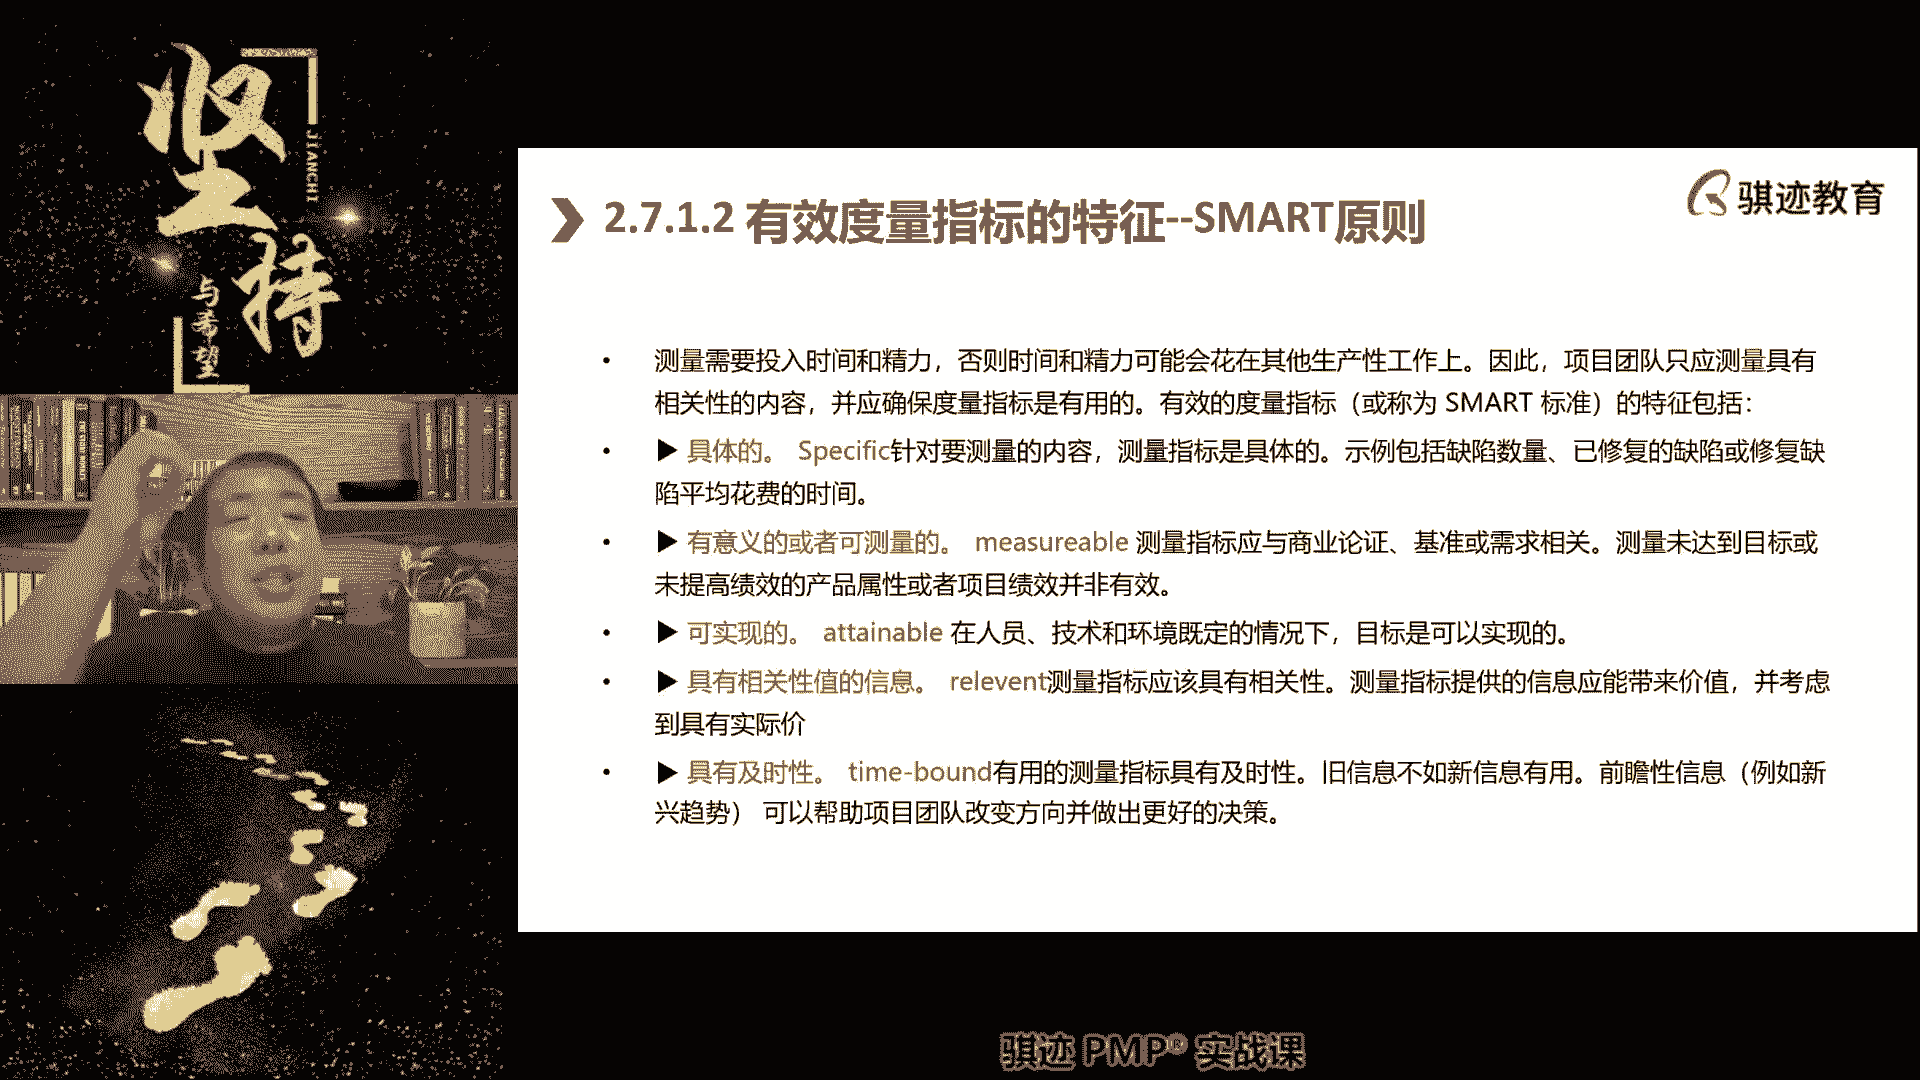 坚持
JIANCHI
与希望
骐迹教育
2.7.1.2 有效度量指标的特征--SMART原则
• 测量需要投入时间和精力，否则时间和精力可能会花在其他生产性工作上。因此，项目团队只应测量具有
相关性的内容，并应确保度量指标是有用的。有效的度量指标（或称为 SMART 标准）的特征包括：
• ▶ 具体的。 Specific针对要测量的内容，测量指标是具体的。示例包括缺陷数量、已修复的缺陷或修复缺
陷平均花费的时间。
• ▶ 有意义的或者可测量的。 measureable 测量指标应与商业论证、基准或需求相关。测量未达到目标或
未提高绩效的产品属性或者项目绩效并非有效。
• ▶ 可实现的。 attainable 在人员、技术和环境既定的情况下，目标是可以实现的。
• ▶ 具有相关性值的信息。 relevent测量指标应该具有相关性。测量指标提供的信息应能带来价值，并考虑
到具有实际价
• ▶ 具有及时性。 time-bound有用的测量指标具有及时性。旧信息不如新信息有用。前瞻性信息（例如新
兴趋势） 可以帮助项目团队改变方向并做出更好的决策。
骐迹 PMP® 实战课